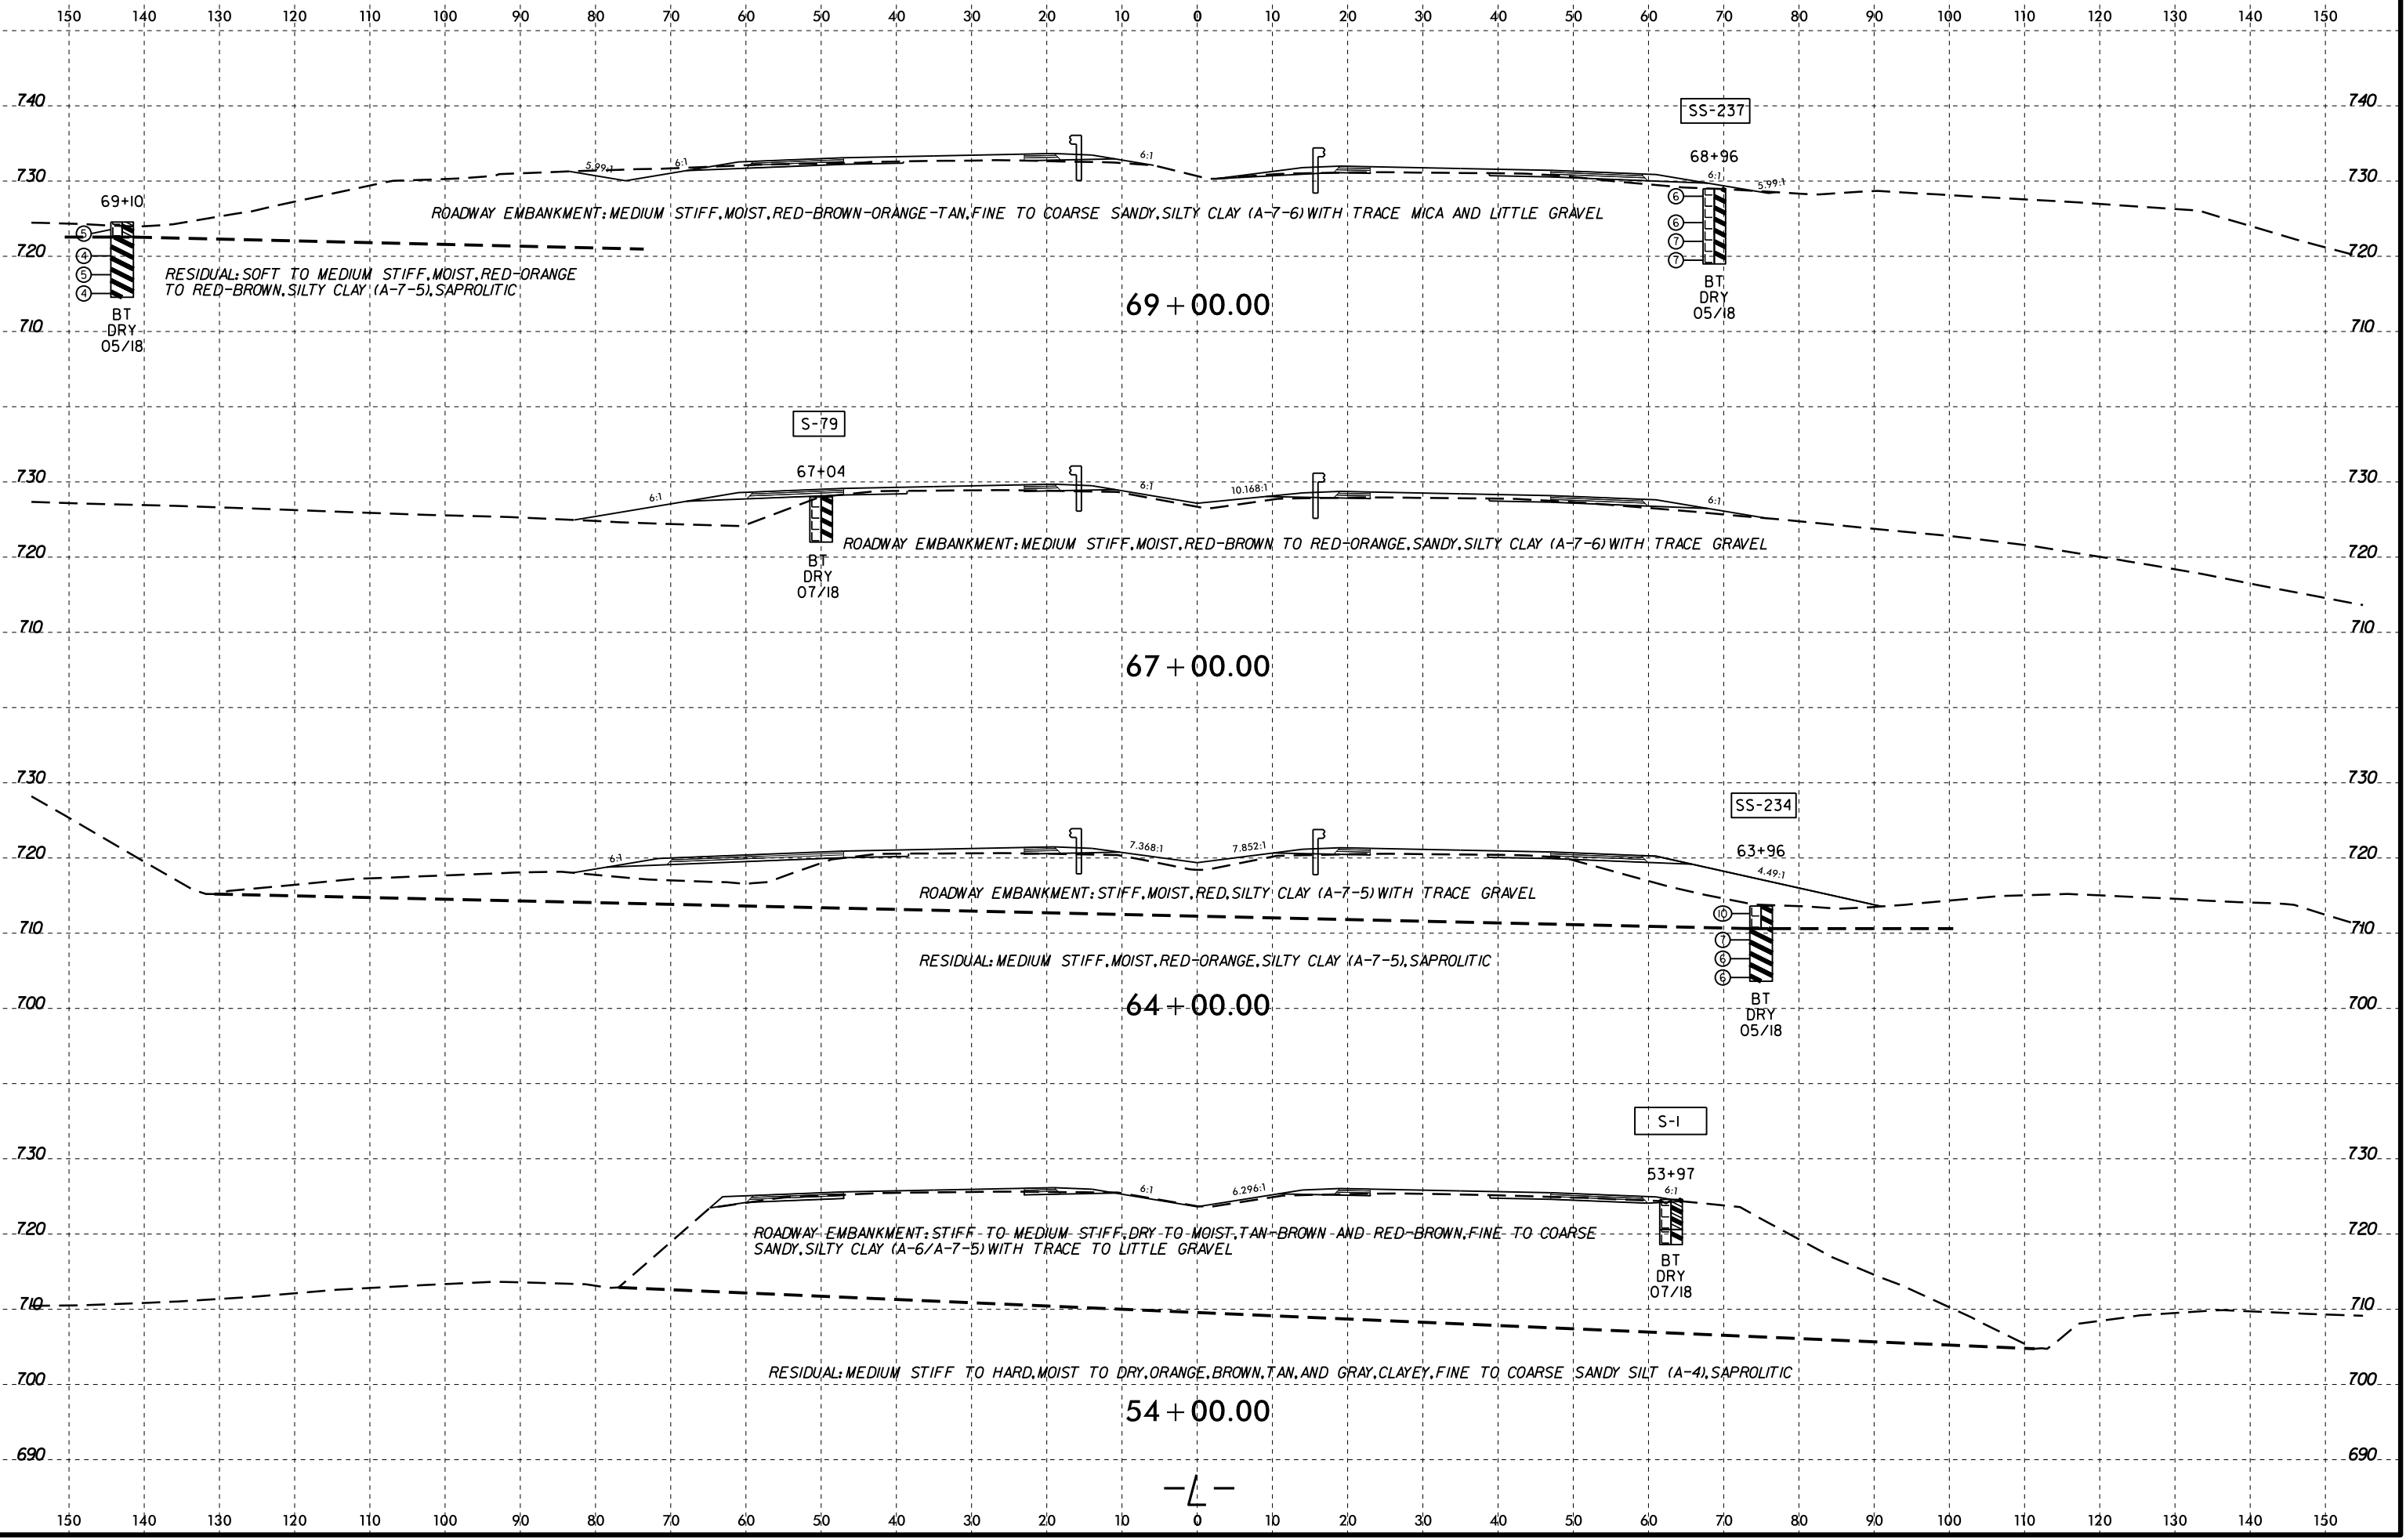 150 140 130 120 110 100 90 80 70 60 50 40 30 20 10 0 10 20 30 40 50 60 70 80 90 100 110 120 130 140 150
740 740
SS-237
68+96
5.99:1 6:1 6:1 6:1 5.99:1
730 730
69+10
ROADWAY EMBANKMENT: MEDIUM STIFF, MOIST, RED-BROWN-ORANGE-TAN, FINE TO COARSE SANDY, SILTY CLAY (A-7-6) WITH TRACE MICA AND LITTLE GRAVEL
5 4 5 4
6 6 7 7
720 720
RESIDUAL: SOFT TO MEDIUM STIFF, MOIST, RED-ORANGE
TO RED-BROWN, SILTY CLAY (A-7-5), SAPROLITIC
BT
DRY
05/18
BT
DRY
05/18
69+00.00
710 710
S-79
67+04
730 730
6:1 6:1 10.168:1 6:1
720 720
ROADWAY EMBANKMENT: MEDIUM STIFF, MOIST, RED-BROWN TO RED-ORANGE, SANDY, SILTY CLAY (A-7-6) WITH TRACE GRAVEL
BT
DRY
07/18
710 710
67+00.00
730 730
SS-234
63+96
720 720
6:1 7.368:1 7.852:1 4.49:1
ROADWAY EMBANKMENT: STIFF, MOIST, RED, SILTY CLAY (A-7-5) WITH TRACE GRAVEL
10 7 6 6
710 710
RESIDUAL: MEDIUM STIFF, MOIST, RED-ORANGE, SILTY CLAY (A-7-5), SAPROLITIC
BT
DRY
05/18
700 700
64+00.00
S-1
730 730
53+97
6:1 6.296:1 6:1
720 720
ROADWAY EMBANKMENT: STIFF TO MEDIUM STIFF, DRY TO MOIST, TAN-BROWN AND RED-BROWN, FINE TO COARSE
SANDY, SILTY CLAY (A-6/A-7-5) WITH TRACE TO LITTLE GRAVEL
BT
DRY
07/18
710 710
RESIDUAL: MEDIUM STIFF TO HARD, MOIST TO DRY, ORANGE, BROWN, TAN, AND GRAY, CLAYEY, FINE TO COARSE SANDY SILT (A-4), SAPROLITIC
700 700
54+00.00
690 690
-L-
150 140 130 120 110 100 90 80 70 60 50 40 30 20 10 0 10 20 30 40 50 60 70 80 90 100 110 120 130 140 150